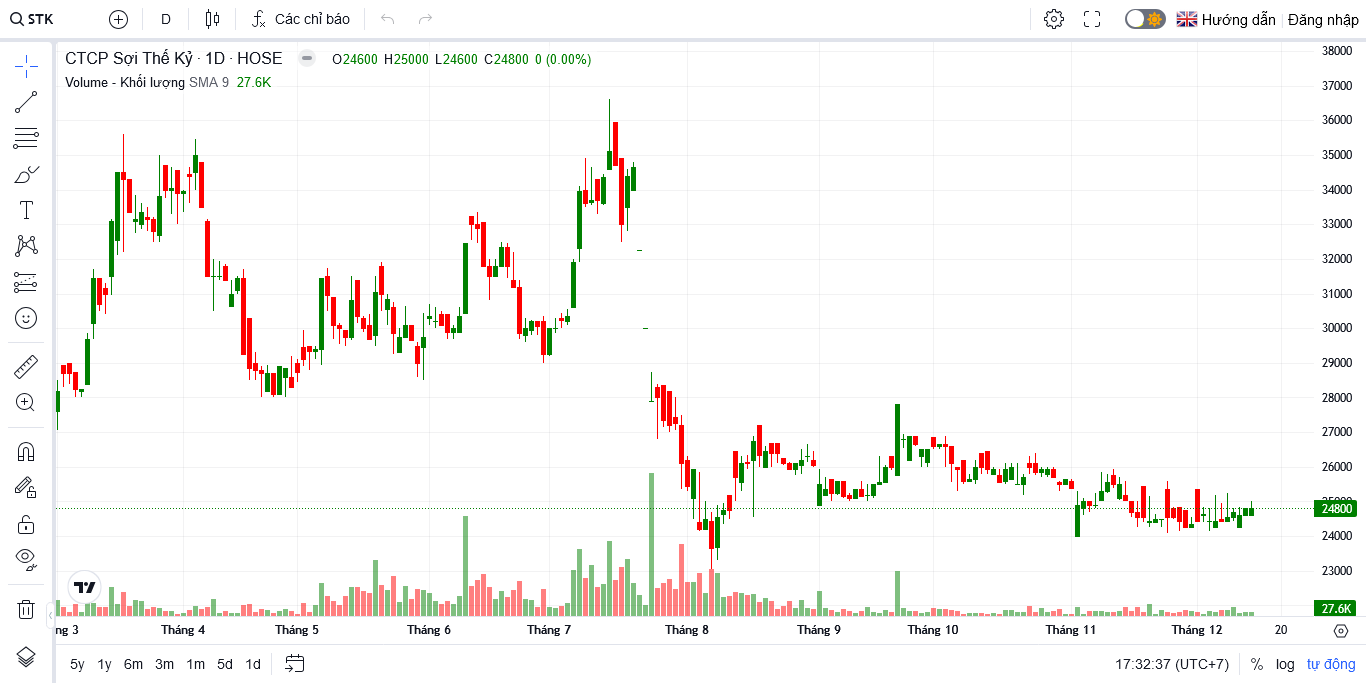 STK D Các chỉ báo Hướng dẫn Đăng nhập
CTCP Sợi Thế Kỷ · 1D · HOSE O24600 H25000 L24600 C24800 0 (0.00%)
Volume - Khối lượng SMA 9 27.6K
38000
37000
36000
35000
34000
33000
32000
31000
30000
29000
28000
27000
26000
25000
24800
24000
23000
27.6K
ng 3 Tháng 4 Tháng 5 Tháng 6 Tháng 7 Tháng 8 Tháng 9 Tháng 10 Tháng 11 Tháng 12 20
5y 1y 6m 3m 1m 5d 1d 17:32:37 (UTC+7) % log tự động